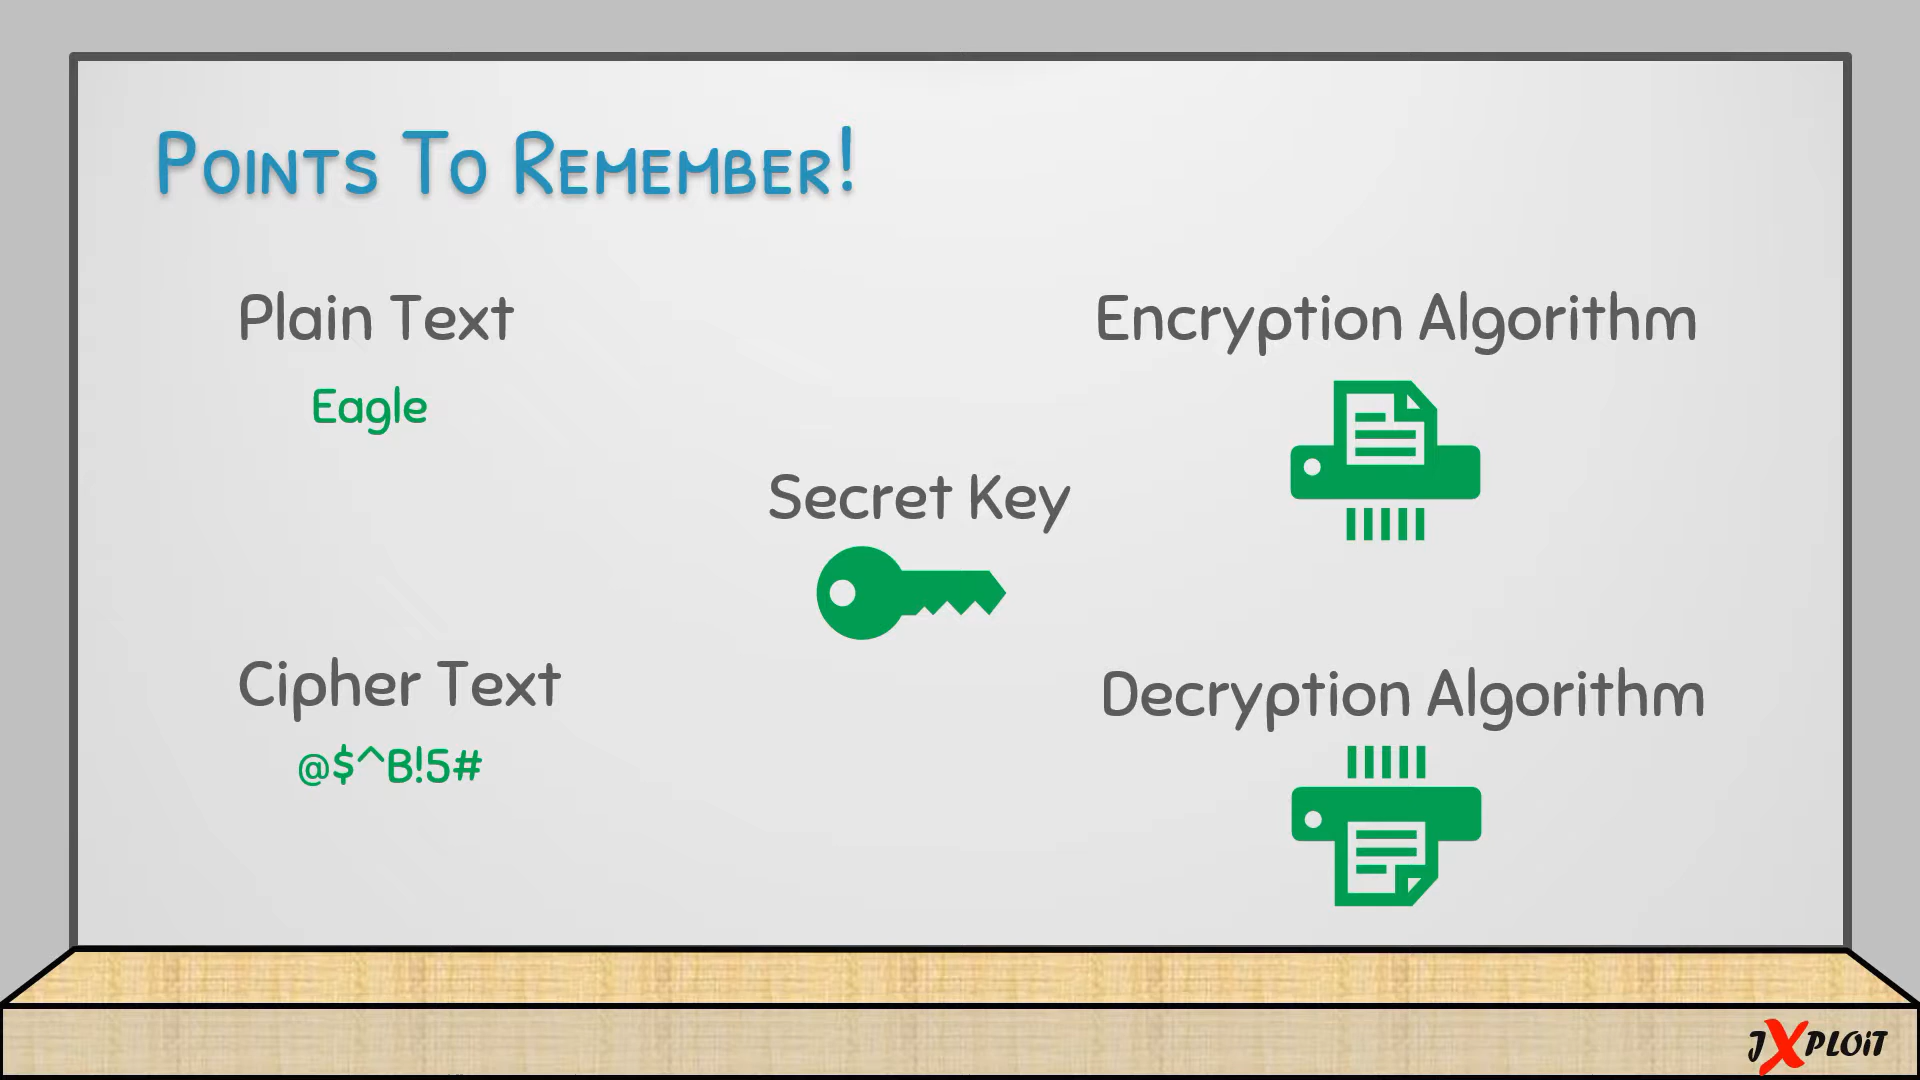 Points To Remember!
Plain Text
Eagle
Encryption Algorithm
Secret Key
Cipher Text
@$^B!5#
Decryption Algorithm
JXPLOiT